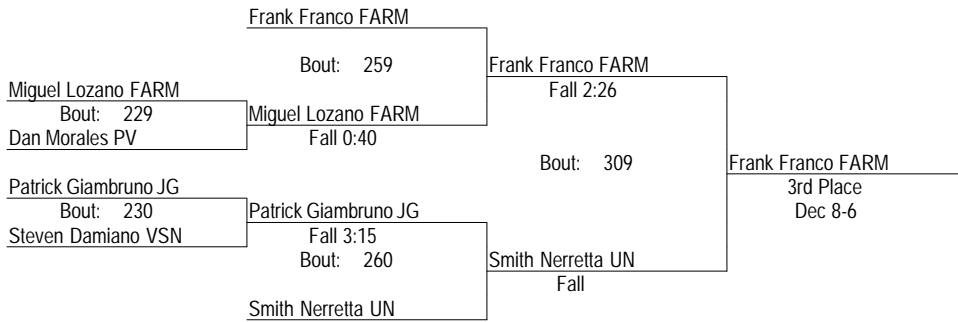 Frank Franco FARM
Bout: 259
Frank Franco FARM
Fall 2:26
Miguel Lozano FARM
Bout: 229
Miguel Lozano FARM
Dan Morales PV
Fall 0:40
Bout: 309
Frank Franco FARM
3rd Place
Dec 8-6
Patrick Giambruno JG
Bout: 230
Patrick Giambruno JG
Steven Damiano VSN
Fall 3:15
Bout: 260
Smith Nerretta UN
Fall
Smith Nerretta UN